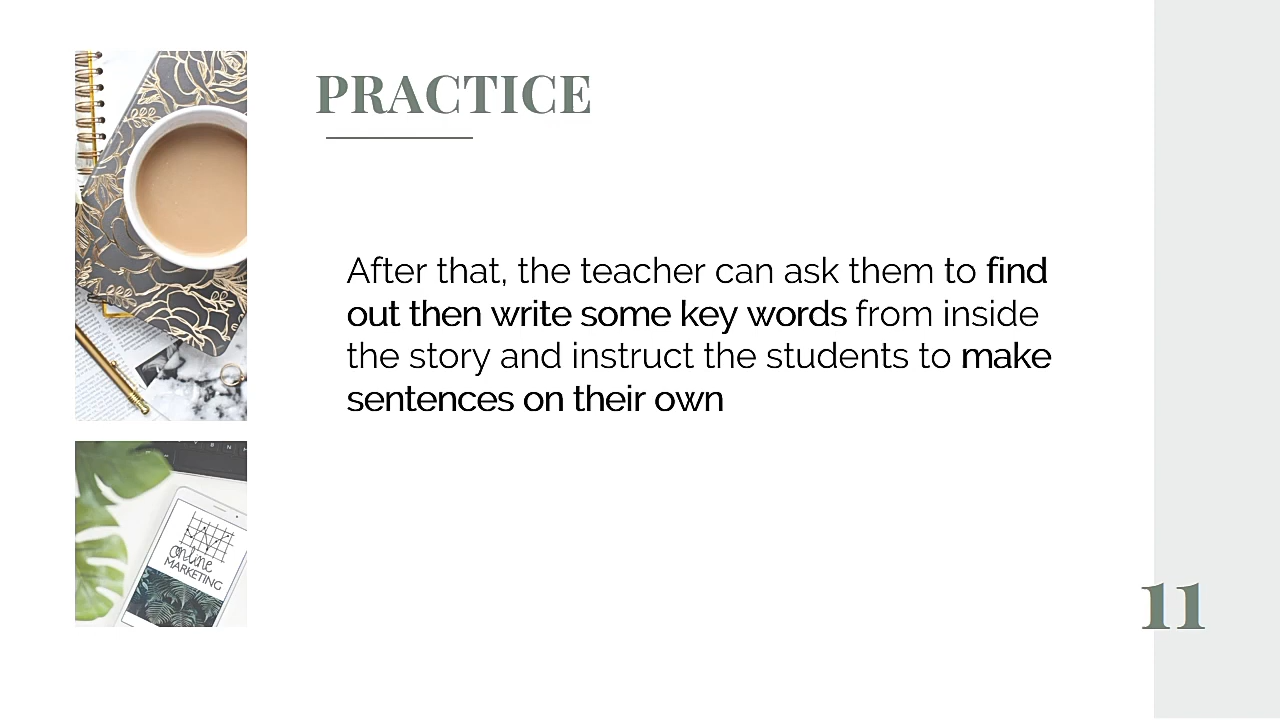 PRACTICE
After that, the teacher can ask them to find
out then write some key words from inside
the story and instruct the students to make
sentences on their own
online
MARKETING
11